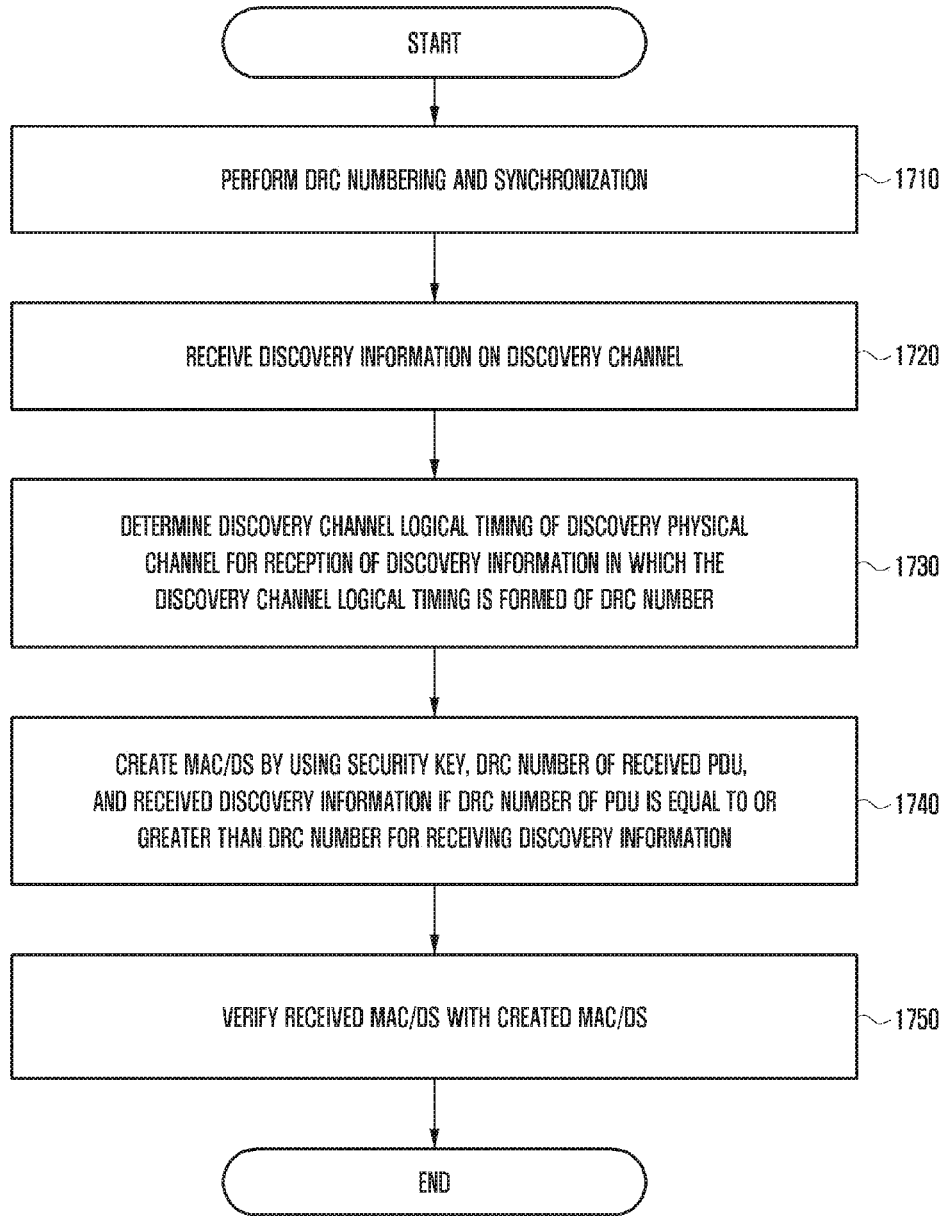 START
PERFORM DRC NUMBERING AND SYNCHRONIZATION
1710
RECEIVE DISCOVERY INFORMATION ON DISCOVERY CHANNEL
1720
DETERMINE DISCOVERY CHANNEL LOGICAL TIMING OF DISCOVERY PHYSICAL
CHANNEL FOR RECEPTION OF DISCOVERY INFORMATION IN WHICH THE
DISCOVERY CHANNEL LOGICAL TIMING IS FORMED OF DRC NUMBER
1730
CREATE MAC/DS BY USING SECURITY KEY, DRC NUMBER OF RECEIVED PDU,
AND RECEIVED DISCOVERY INFORMATION IF DRC NUMBER OF PDU IS EQUAL TO OR
GREATER THAN DRC NUMBER FOR RECEIVING DISCOVERY INFORMATION
1740
VERIFY RECEIVED MAC/DS WITH CREATED MAC/DS
1750
END